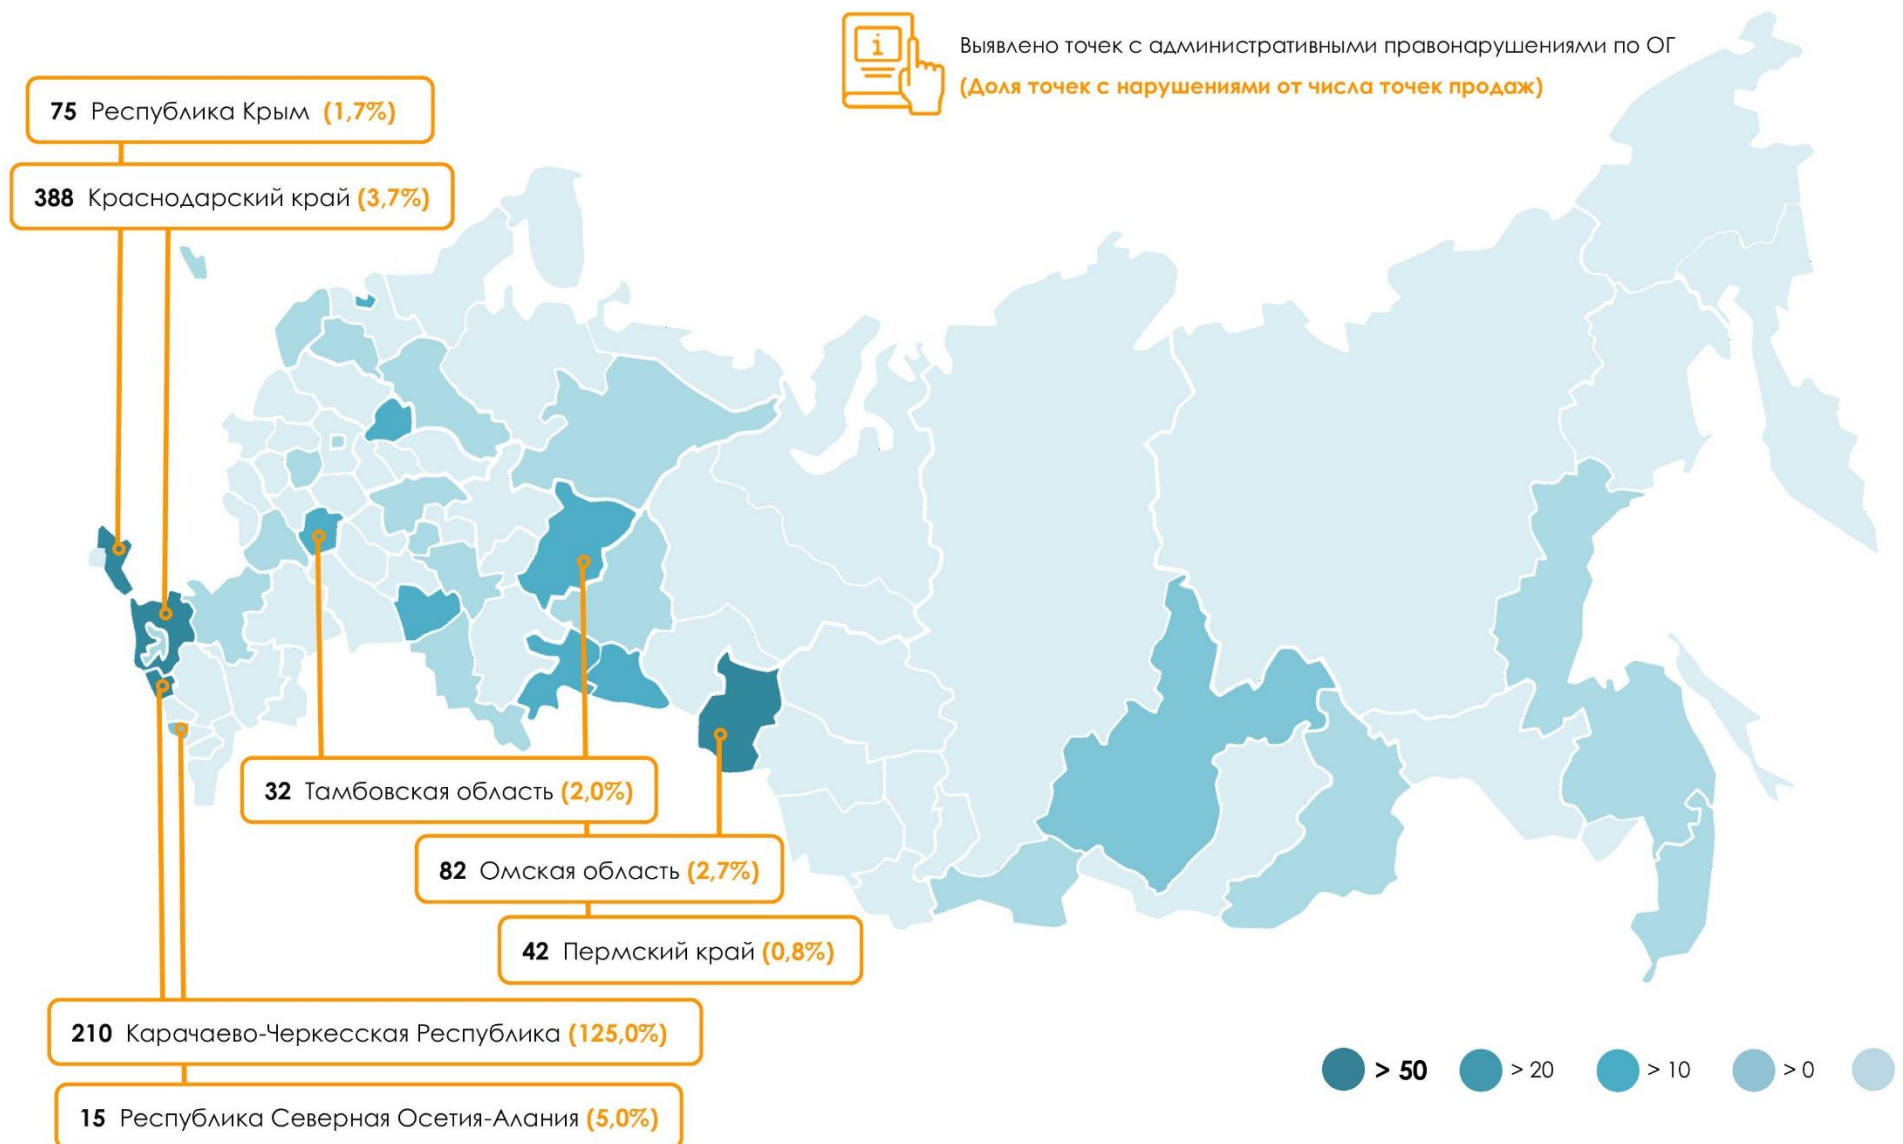 i
Выявлено точек с административными правонарушениями по ОГ
(Доля точек с нарушениями от числа точек продаж)
75 Республика Крым (1,7%)
388 Краснодарский край (3,7%)
32 Тамбовская область (2,0%)
82 Омская область (2,7%)
42 Пермский край (0,8%)
210 Карачаево-Черкесская Республика (125,0%)
15 Республика Северная Осетия-Алания (5,0%)
> 50 > 20 > 10 > 0